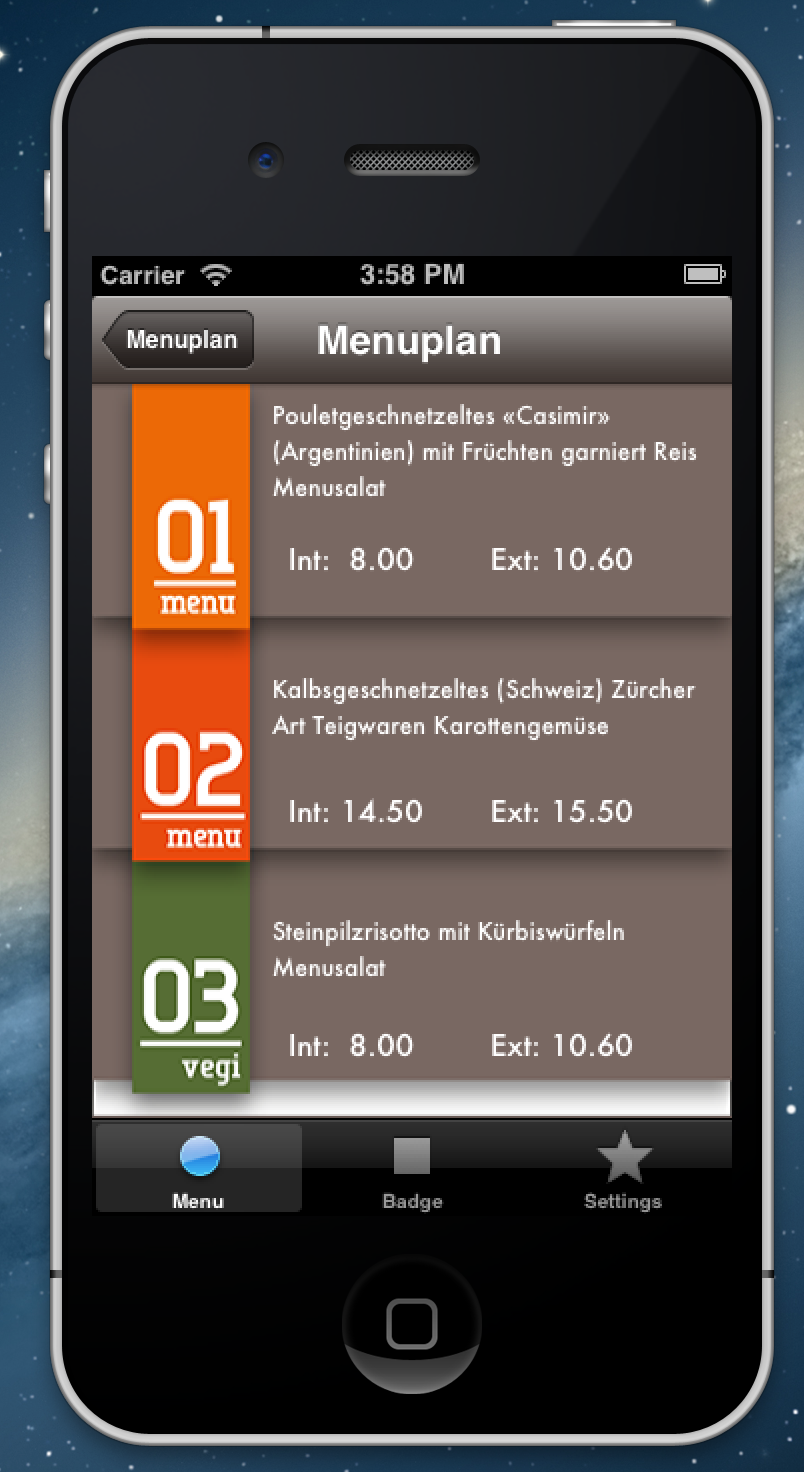 Carrier 3:58 PM
Menuplan Menuplan
Pouletgeschnetzeltes «Casimir»
(Argentinien) mit Früchten garniert Reis
Menusalat
01
menu
Int: 8.00 Ext: 10.60
Kalbsgeschnetzeltes (Schweiz) Zürcher
Art Teigwaren Karottengemüse
02
menu
Int: 14.50 Ext: 15.50
Steinpilzrisotto mit Kürbiswürfeln
Menusalat
03
vegi
Int: 8.00 Ext: 10.60
Menu Badge Settings